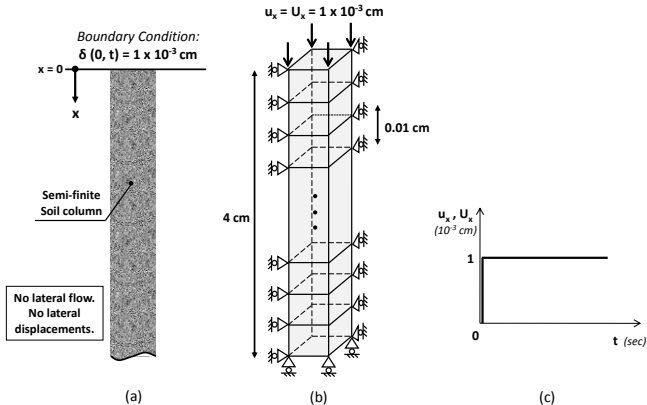 Boundary Condition:
δ (0, t) = 1 x 10⁻³ cm
x = 0
x
Semi-finite
Soil column
No lateral flow.
No lateral
displacements.
(a)
uₓ = Uₓ = 1 x 10⁻³ cm
0.01 cm
4 cm
(b)
uₓ , Uₓ
(10⁻³ cm)
1
0
t (sec)
(c)